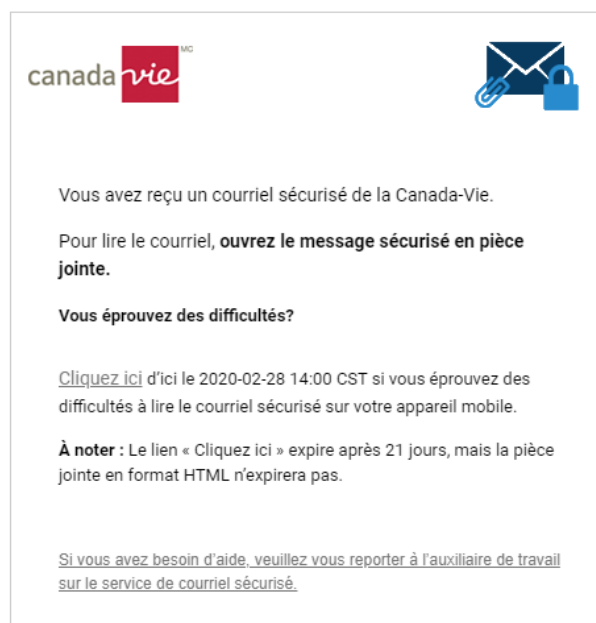 canada vie MC
Vous avez reçu un courriel sécurisé de la Canada-Vie.
Pour lire le courriel, ouvrez le message sécurisé en pièce
jointe.
Vous éprouvez des difficultés?
Cliquez ici d’ici le 2020-02-28 14:00 CST si vous éprouvez des
difficultés à lire le courriel sécurisé sur votre appareil mobile.
À noter : Le lien « Cliquez ici » expire après 21 jours, mais la pièce
jointe en format HTML n’expirera pas.
Si vous avez besoin d’aide, veuillez vous reporter à l’auxiliaire de travail
sur le service de courriel sécurisé.